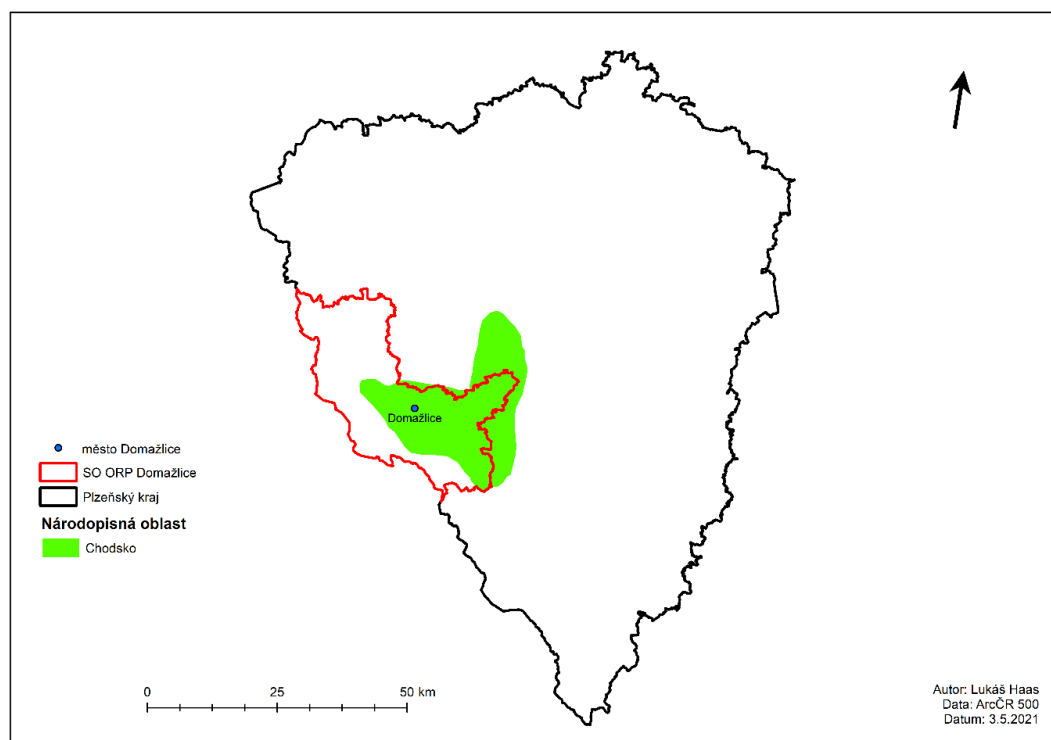 Domažlice
město Domažlice
SO ORP Domažlice
Plzeňský kraj
Národopisná oblast
Chodsko
0 25 50 km
Autor: Lukáš Haas
Data: ArcČR 500
Datum: 3.5.2021